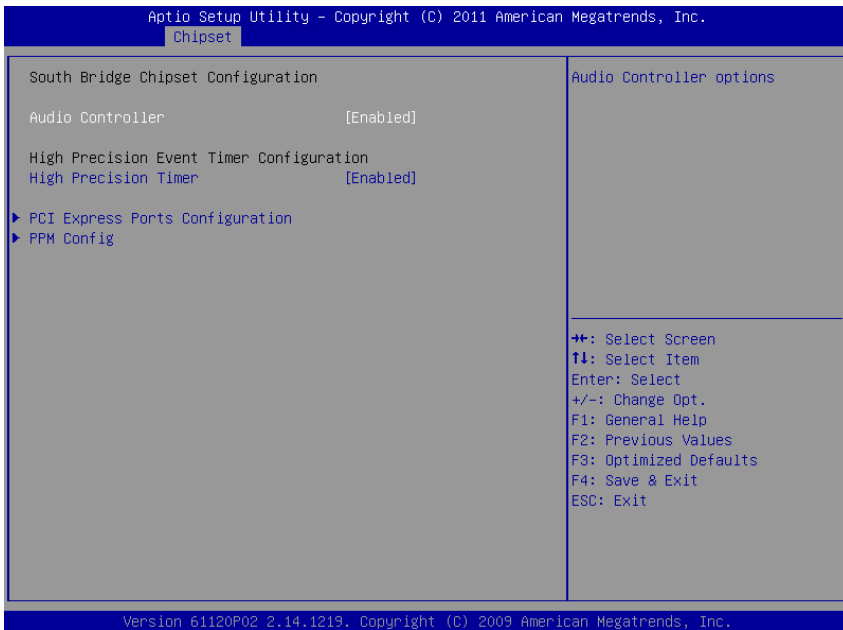 Aptio Setup Utility – Copyright (C) 2011 American Megatrends, Inc.
Chipset
South Bridge Chipset Configuration
Audio Controller [Enabled]
High Precision Event Timer Configuration
High Precision Timer [Enabled]
PCI Express Ports Configuration
PPM Config
Audio Controller options
→←: Select Screen
↑↓: Select Item
Enter: Select
+/-: Change Opt.
F1: General Help
F2: Previous Values
F3: Optimized Defaults
F4: Save & Exit
ESC: Exit
Version 61120P02 2.14.1219. Copyright (C) 2009 American Megatrends, Inc.